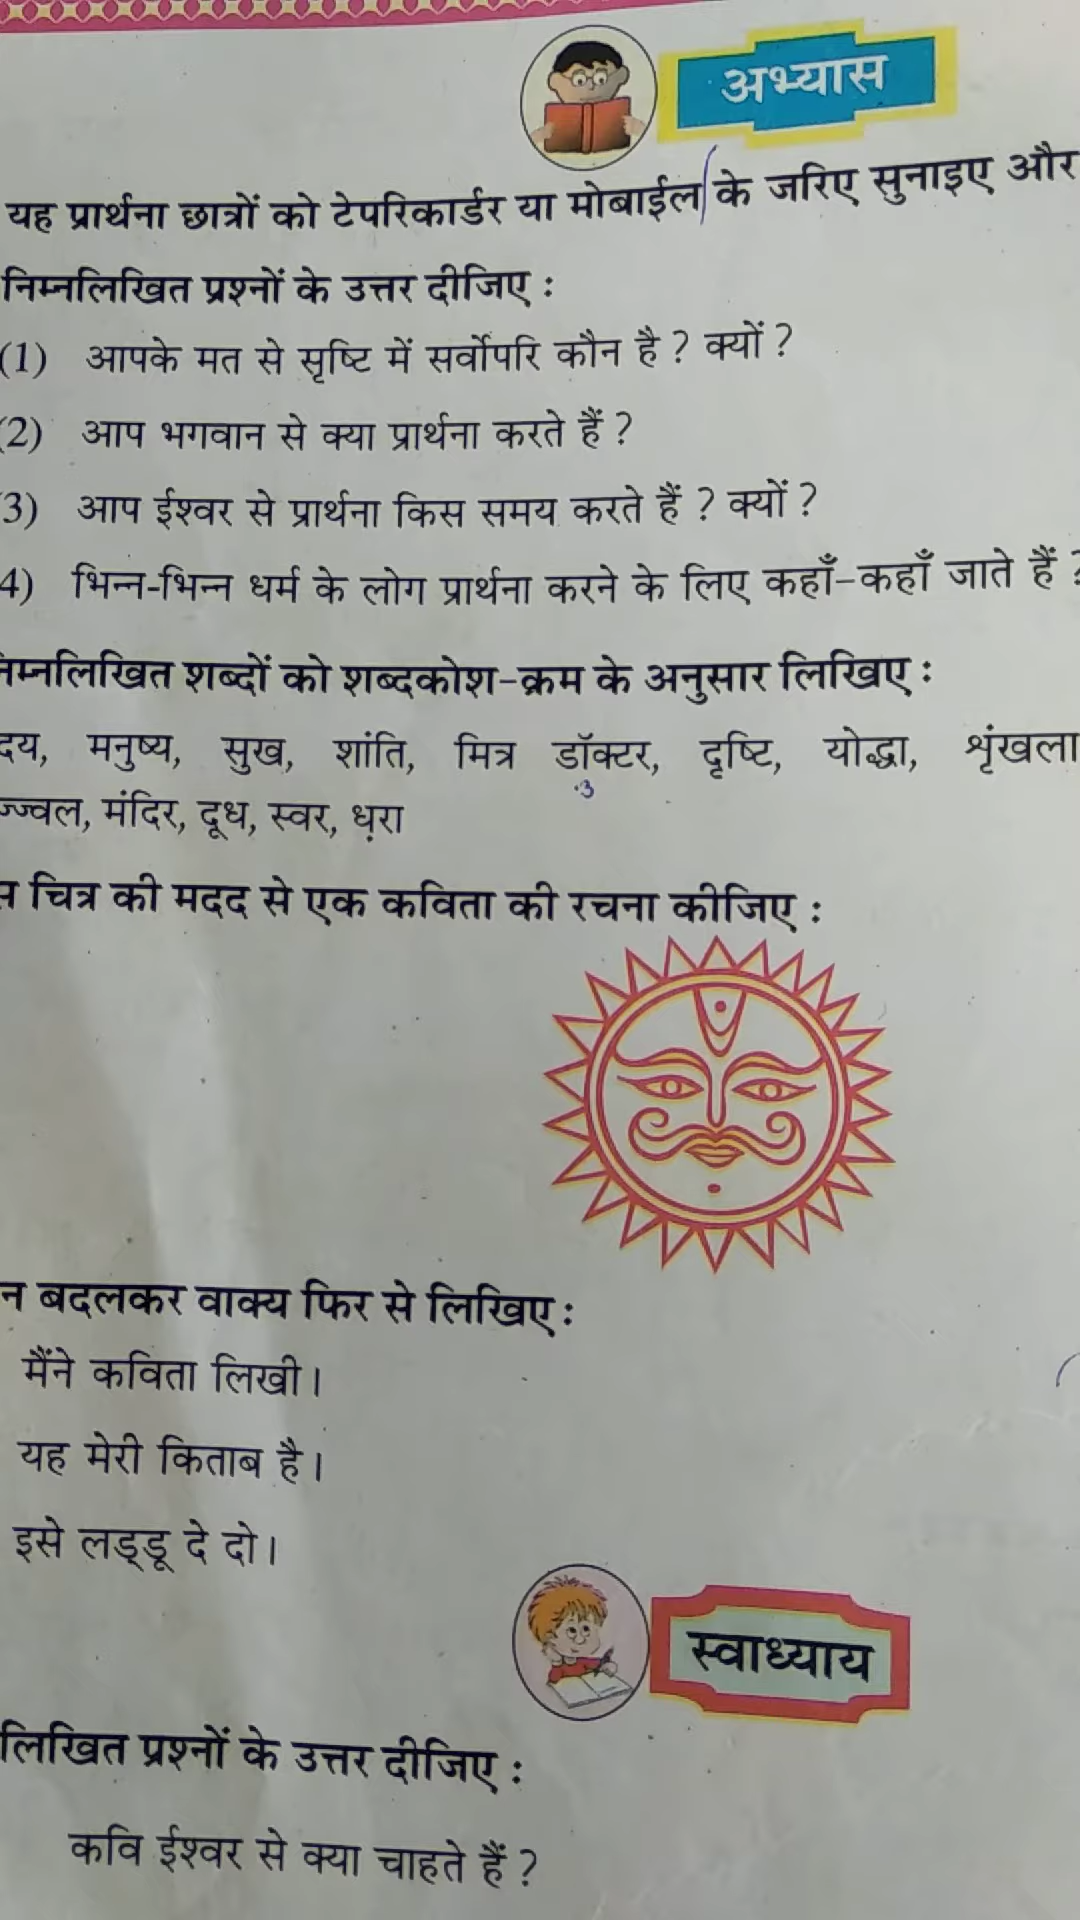 अभ्यास
यह प्रार्थना छात्रों को टेपरिकार्डर या मोबाईल के जरिए सुनाइए और
निम्नलिखित प्रश्नों के उत्तर दीजिए :
(1) आपके मत से सृष्टि में सर्वोपरि कौन है ? क्यों ?
(2) आप भगवान से क्या प्रार्थना करते हैं ?
3) आप ईश्वर से प्रार्थना किस समय करते हैं ? क्यों ?
4) भिन्न-भिन्न धर्म के लोग प्रार्थना करने के लिए कहाँ-कहाँ जाते हैं ?
निम्नलिखित शब्दों को शब्दकोश-क्रम के अनुसार लिखिए :
मनुष्य, सुख, शांति, मित्र डॉक्टर, दृष्टि, योद्धा, शृंखला
मंदिर, दूध, स्वर, धरा
चित्र की मदद से एक कविता की रचना कीजिए :
बदलकर वाक्य फिर से लिखिए :
मैंने कविता लिखी।
यह मेरी किताब है।
इसे लड्डू दे दो।
स्वाध्याय
लिखित प्रश्नों के उत्तर दीजिए :
कवि ईश्वर से क्या चाहते हैं ?